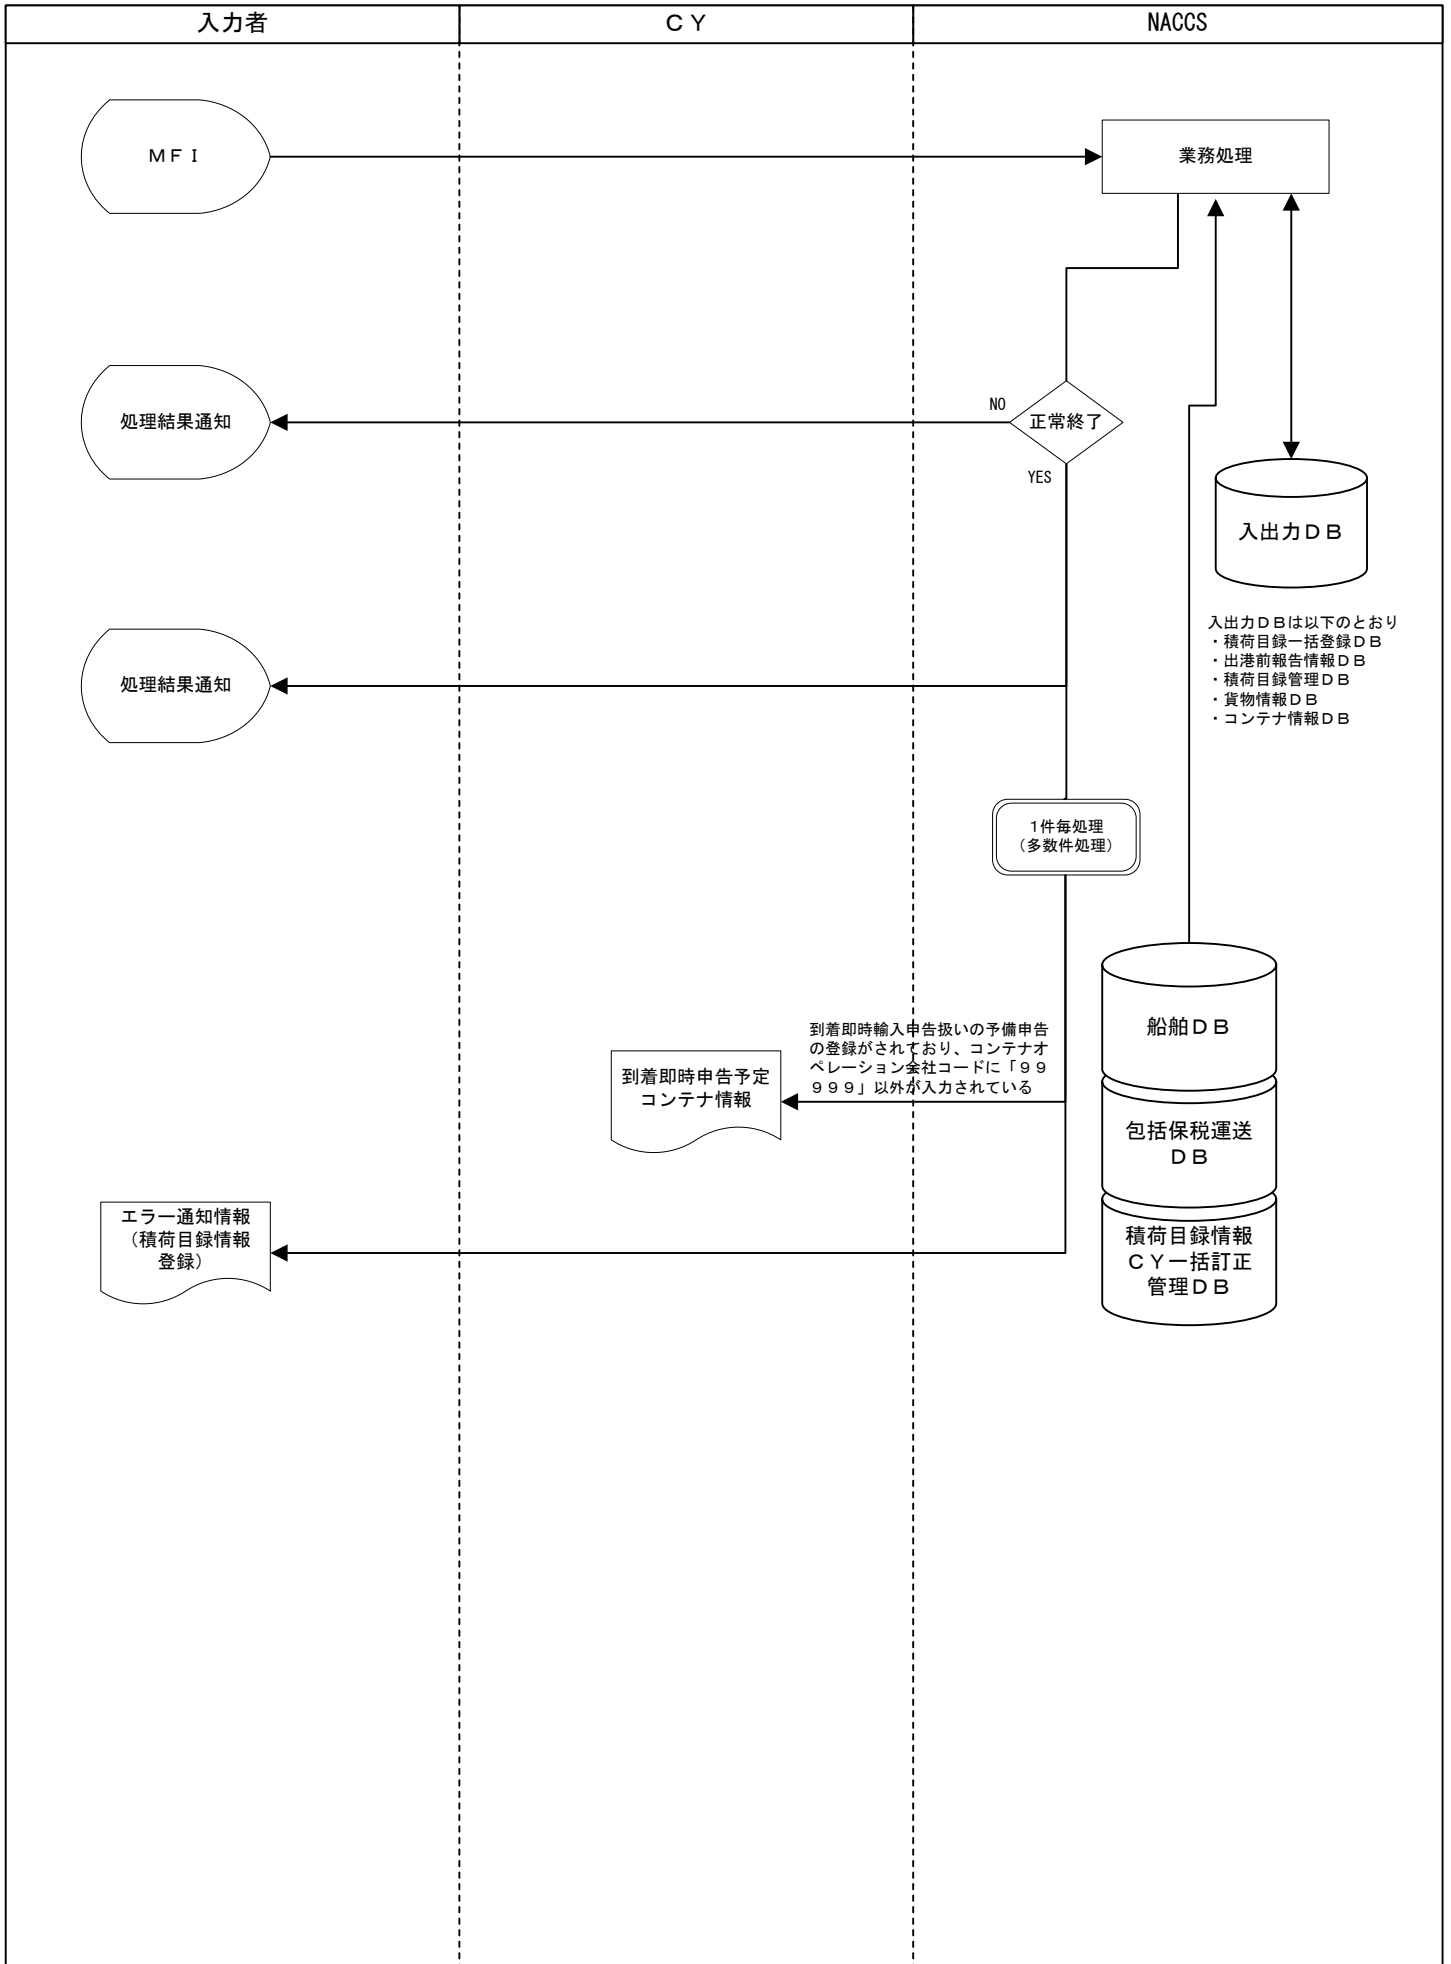 入力者
ＣＹ
NACCS
ＭＦＩ
業務処理
処理結果通知
NO
正常終了
YES
入出力ＤＢ
入出力ＤＢは以下のとおり
・積荷目録一括登録ＤＢ
・出港前報告情報ＤＢ
・積荷目録管理ＤＢ
・貨物情報ＤＢ
・コンテナ情報ＤＢ
処理結果通知
1件毎処理
（多数件処理）
船舶ＤＢ
到着即時輸入申告扱いの予備申告
の登録がされており、コンテナオ
ペレーション会社コードに「９９
９９９」以外が入力されている
到着即時申告予定
コンテナ情報
包括保税運送
ＤＢ
エラー通知情報
（積荷目録情報
登録）
積荷目録情報
ＣＹ一括訂正
管理ＤＢ